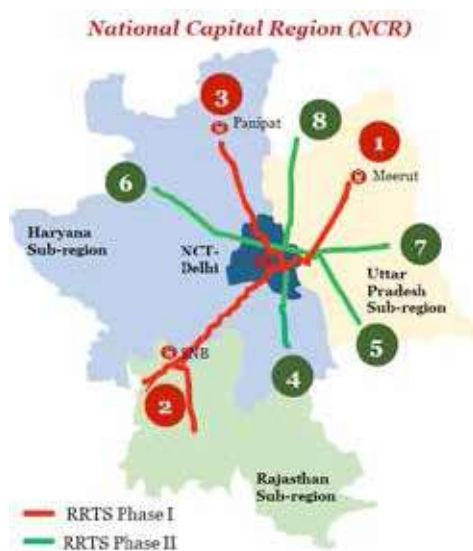 National Capital Region (NCR)
3
Panipat
8
1
Meerut
6
Haryana
Sub-region
NCT-
Delhi
7
Uttar
Pradesh
Sub-region
5
SNB
4
2
Rajasthan
Sub-region
RRTS Phase I
RRTS Phase II